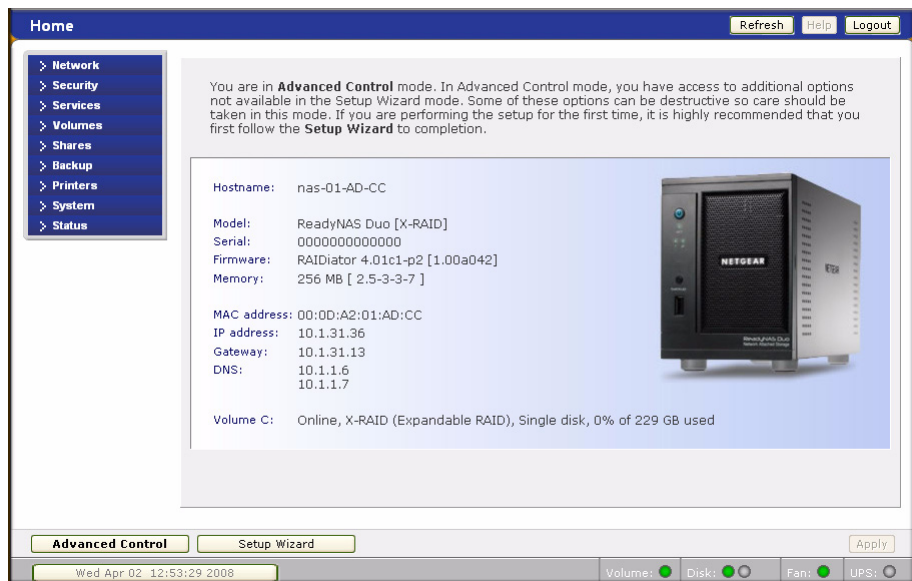 Home
Refresh
Help
Logout
> Network
> Security
> Services
> Volumes
> Shares
> Backup
> Printers
> System
> Status
You are in Advanced Control mode. In Advanced Control mode, you have access to additional options
not available in the Setup Wizard mode. Some of these options can be destructive so care should be
taken in this mode. If you are performing the setup for the first time, it is highly recommended that you
first follow the Setup Wizard to completion.
Hostname: nas-01-AD-CC
Model: ReadyNAS Duo [X-RAID]
Serial: 0000000000000
Firmware: RAIDiator 4.01c1-p2 [1.00a042]
Memory: 256 MB [ 2.5-3-3-7 ]
MAC address: 00:0D:A2:01:AD:CC
IP address: 10.1.31.36
Gateway: 10.1.31.13
DNS: 10.1.1.6
10.1.1.7
Volume C: Online, X-RAID (Expandable RAID), Single disk, 0% of 229 GB used
NETGEAR
ReadyNAS Duo
Network Attached Storage
Advanced Control
Setup Wizard
Apply
Wed Apr 02 12:53:29 2008
Volume:
Disk:
Fan:
UPS: